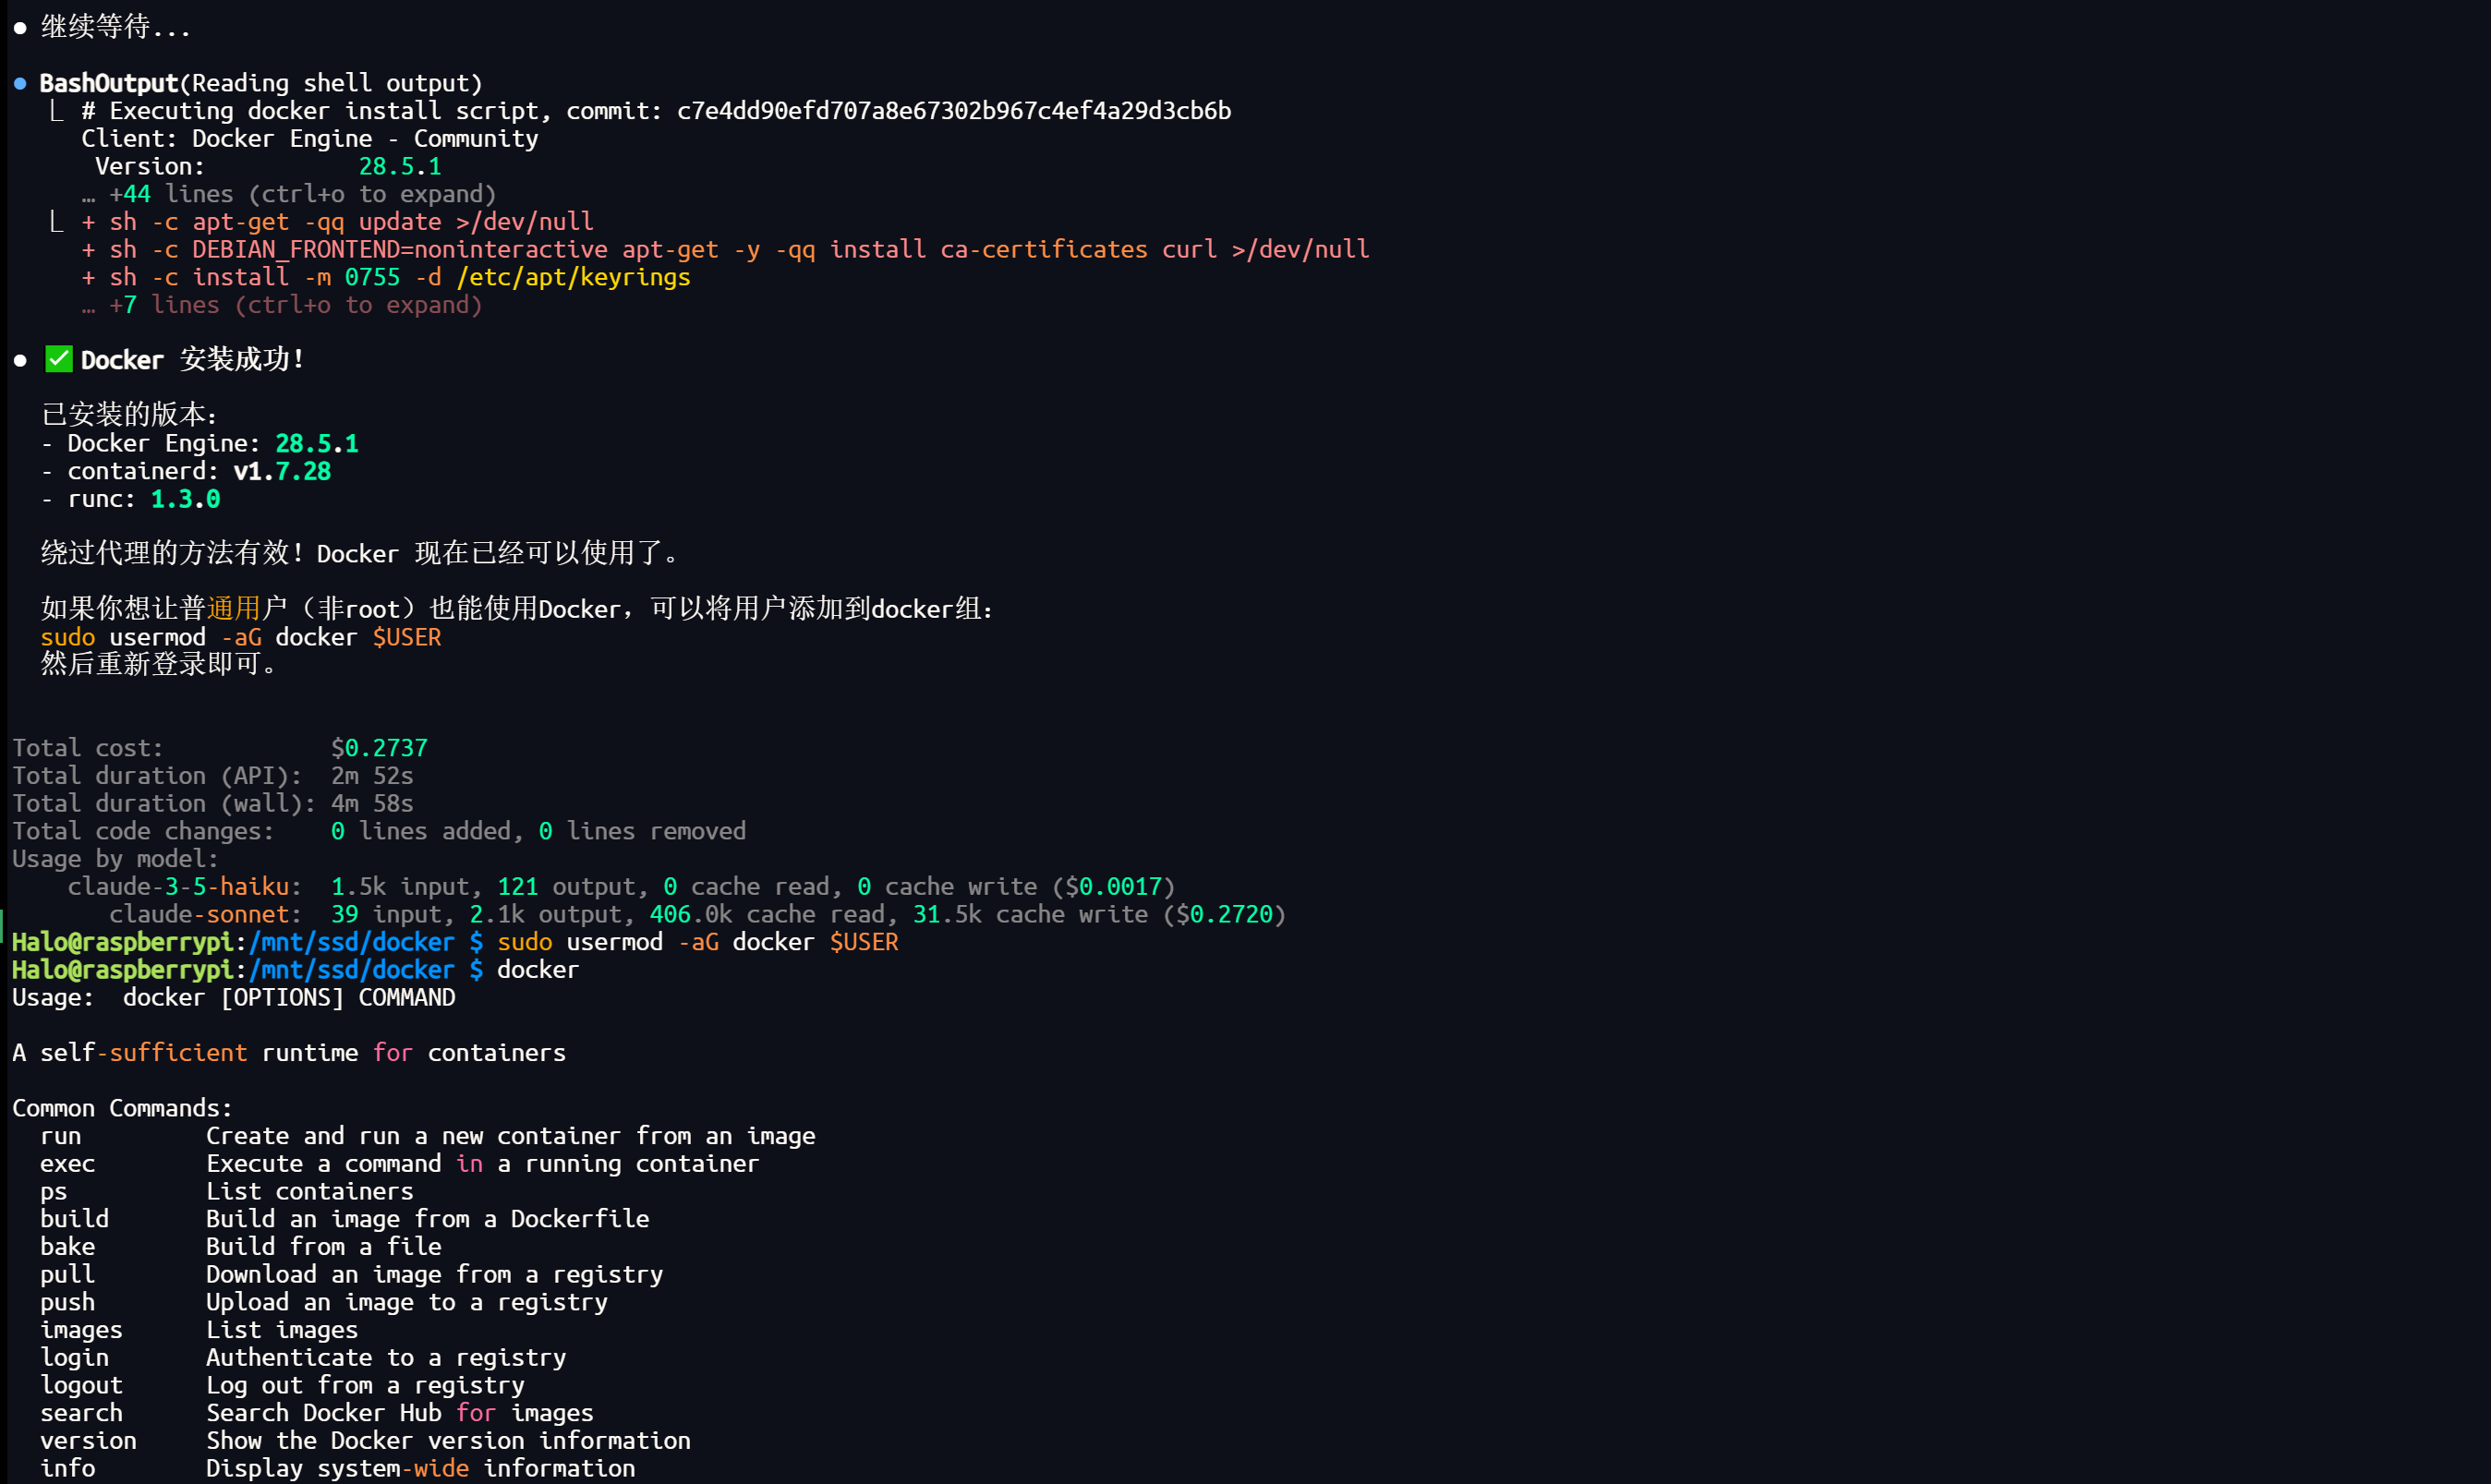 ● 继续等待...
● BashOutput(Reading shell output)
⎿ # Executing docker install script, commit: c7e4dd90efd707a8e67302b967c4ef4a29d3cb6b
Client: Docker Engine - Community
Version: 28.5.1
… +44 lines (ctrl+o to expand)
⎿ + sh -c apt-get -qq update >/dev/null
+ sh -c DEBIAN_FRONTEND=noninteractive apt-get -y -qq install ca-certificates curl >/dev/null
+ sh -c install -m 0755 -d /etc/apt/keyrings
… +7 lines (ctrl+o to expand)
● ✅ Docker 安装成功！
已安装的版本：
- Docker Engine: 28.5.1
- containerd: v1.7.28
- runc: 1.3.0
绕过代理的方法有效！Docker 现在已经可以使用了。
如果你想让普通用户（非root）也能使用Docker，可以将用户添加到docker组：
sudo usermod -aG docker $USER
然后重新登录即可。
Total cost: $0.2737
Total duration (API): 2m 52s
Total duration (wall): 4m 58s
Total code changes: 0 lines added, 0 lines removed
Usage by model:
claude-3-5-haiku: 1.5k input, 121 output, 0 cache read, 0 cache write ($0.0017)
claude-sonnet: 39 input, 2.1k output, 406.0k cache read, 31.5k cache write ($0.2720)
Halo@raspberrypi:/mnt/ssd/docker $ sudo usermod -aG docker $USER
Halo@raspberrypi:/mnt/ssd/docker $ docker
Usage:  docker [OPTIONS] COMMAND
A self-sufficient runtime for containers
Common Commands:
run Create and run a new container from an image
exec Execute a command in a running container
ps List containers
build Build an image from a Dockerfile
bake Build from a file
pull Download an image from a registry
push Upload an image to a registry
images List images
login Authenticate to a registry
logout Log out from a registry
search Search Docker Hub for images
version Show the Docker version information
info Display system-wide information